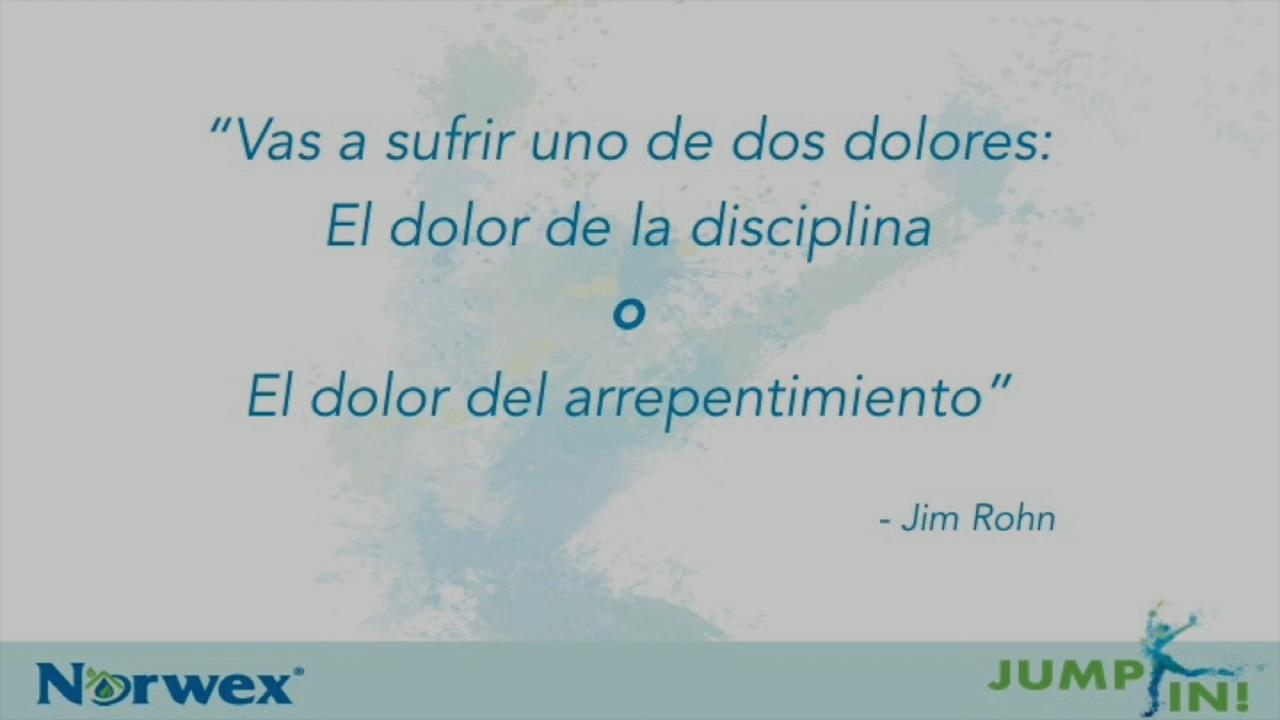 “Vas a sufrir uno de dos dolores:
El dolor de la disciplina
o
El dolor del arrepentimiento”
- Jim Rohn
Norwex®
JUMP IN!